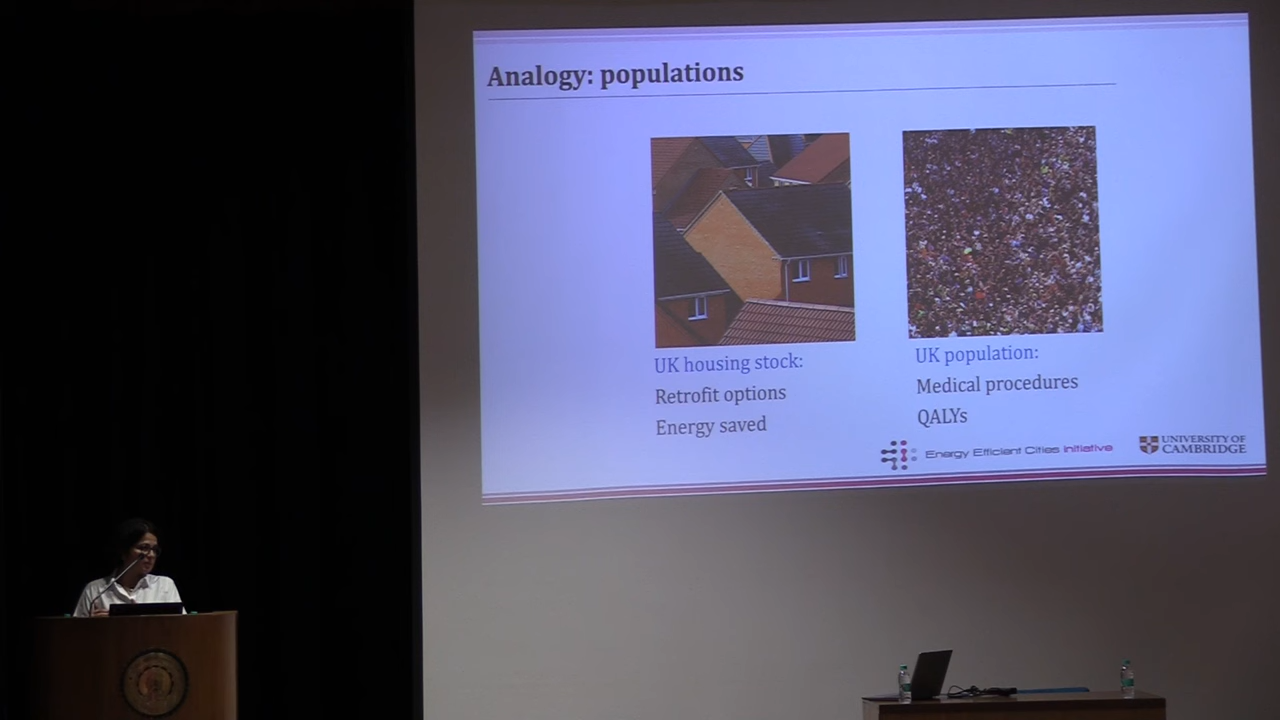 Analogy: populations
UK housing stock:
Retrofit options
Energy saved
UK population:
Medical procedures
QALYs
Energy Efficient Cities Initiative
UNIVERSITY OF
CAMBRIDGE